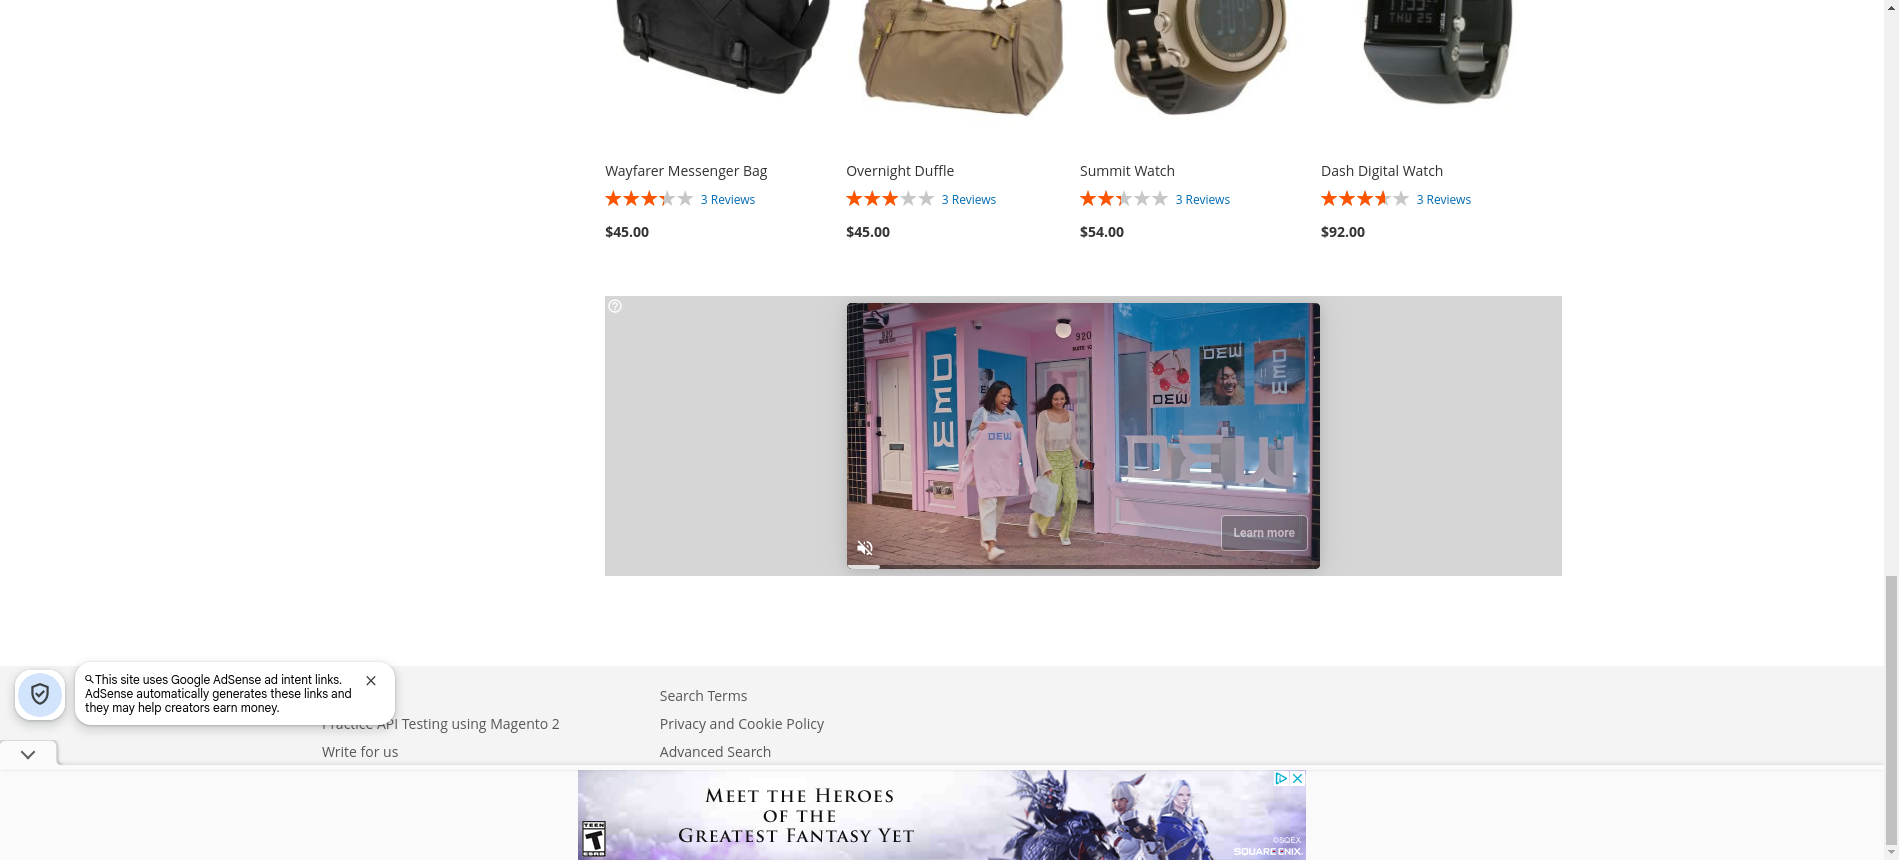 Wayfarer Messenger Bag
3 Reviews
$45.00
Overnight Duffle
3 Reviews
$45.00
Summit Watch
3 Reviews
$54.00
Dash Digital Watch
3 Reviews
$92.00
THU 25
920
920
DEW
DEW
DEW
DEW
DEW
Learn more
This site uses Google AdSense ad intent links.
AdSense automatically generates these links and
they may help creators earn money.
Practice API Testing using Magento 2
Write for us
Search Terms
Privacy and Cookie Policy
Advanced Search
MEET THE HEROES
OF THE
GREATEST FANTASY YET
TEEN
T
ESRB
©SQEX
SQUARE ENIX.